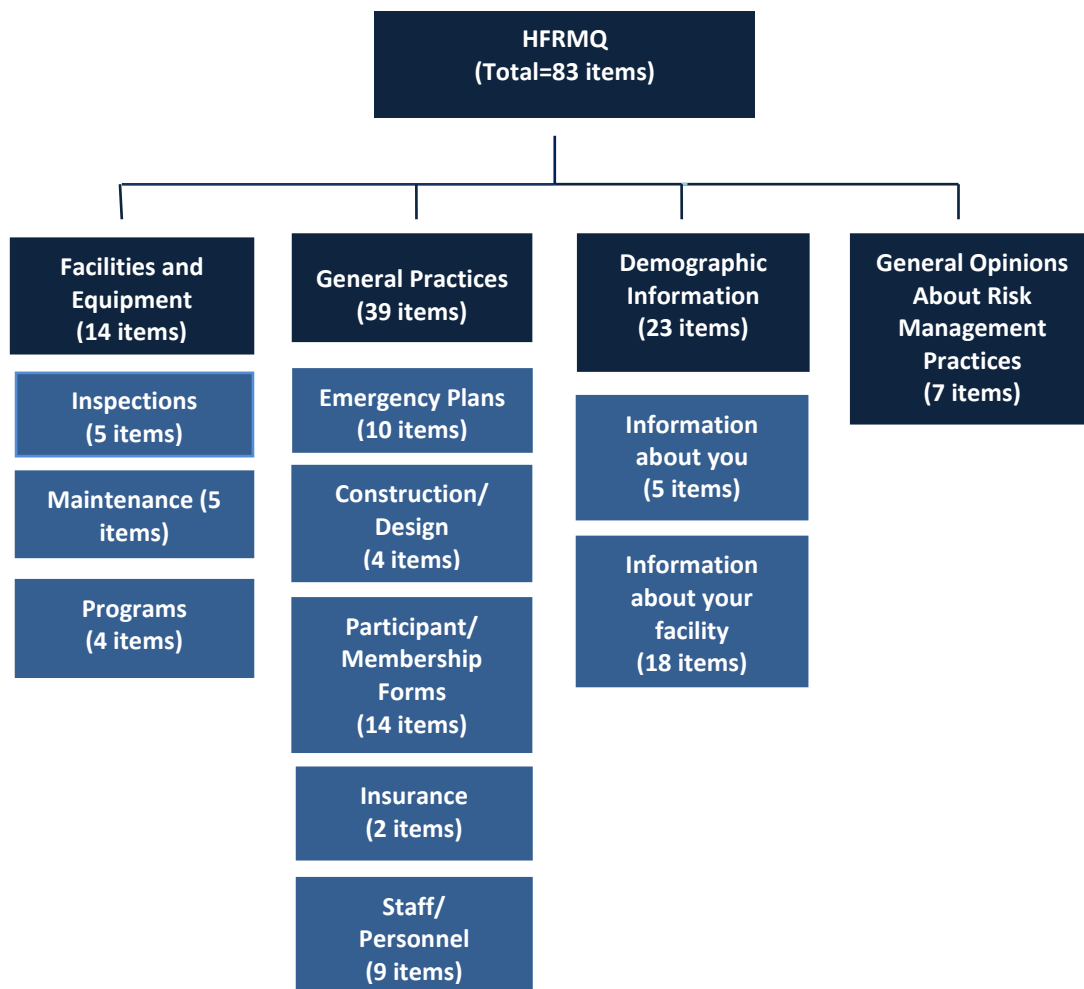 HFRMQ
(Total=83 items)
Facilities and
Equipment
(14 items)
Inspections
(5 items)
Maintenance (5
items)
Programs
(4 items)
General Practices
(39 items)
Emergency Plans
(10 items)
Construction/
Design
(4 items)
Participant/
Membership
Forms
(14 items)
Insurance
(2 items)
Staff/
Personnel
(9 items)
Demographic
Information
(23 items)
Information
about you
(5 items)
Information
about your
facility
(18 items)
General Opinions
About Risk
Management
Practices
(7 items)